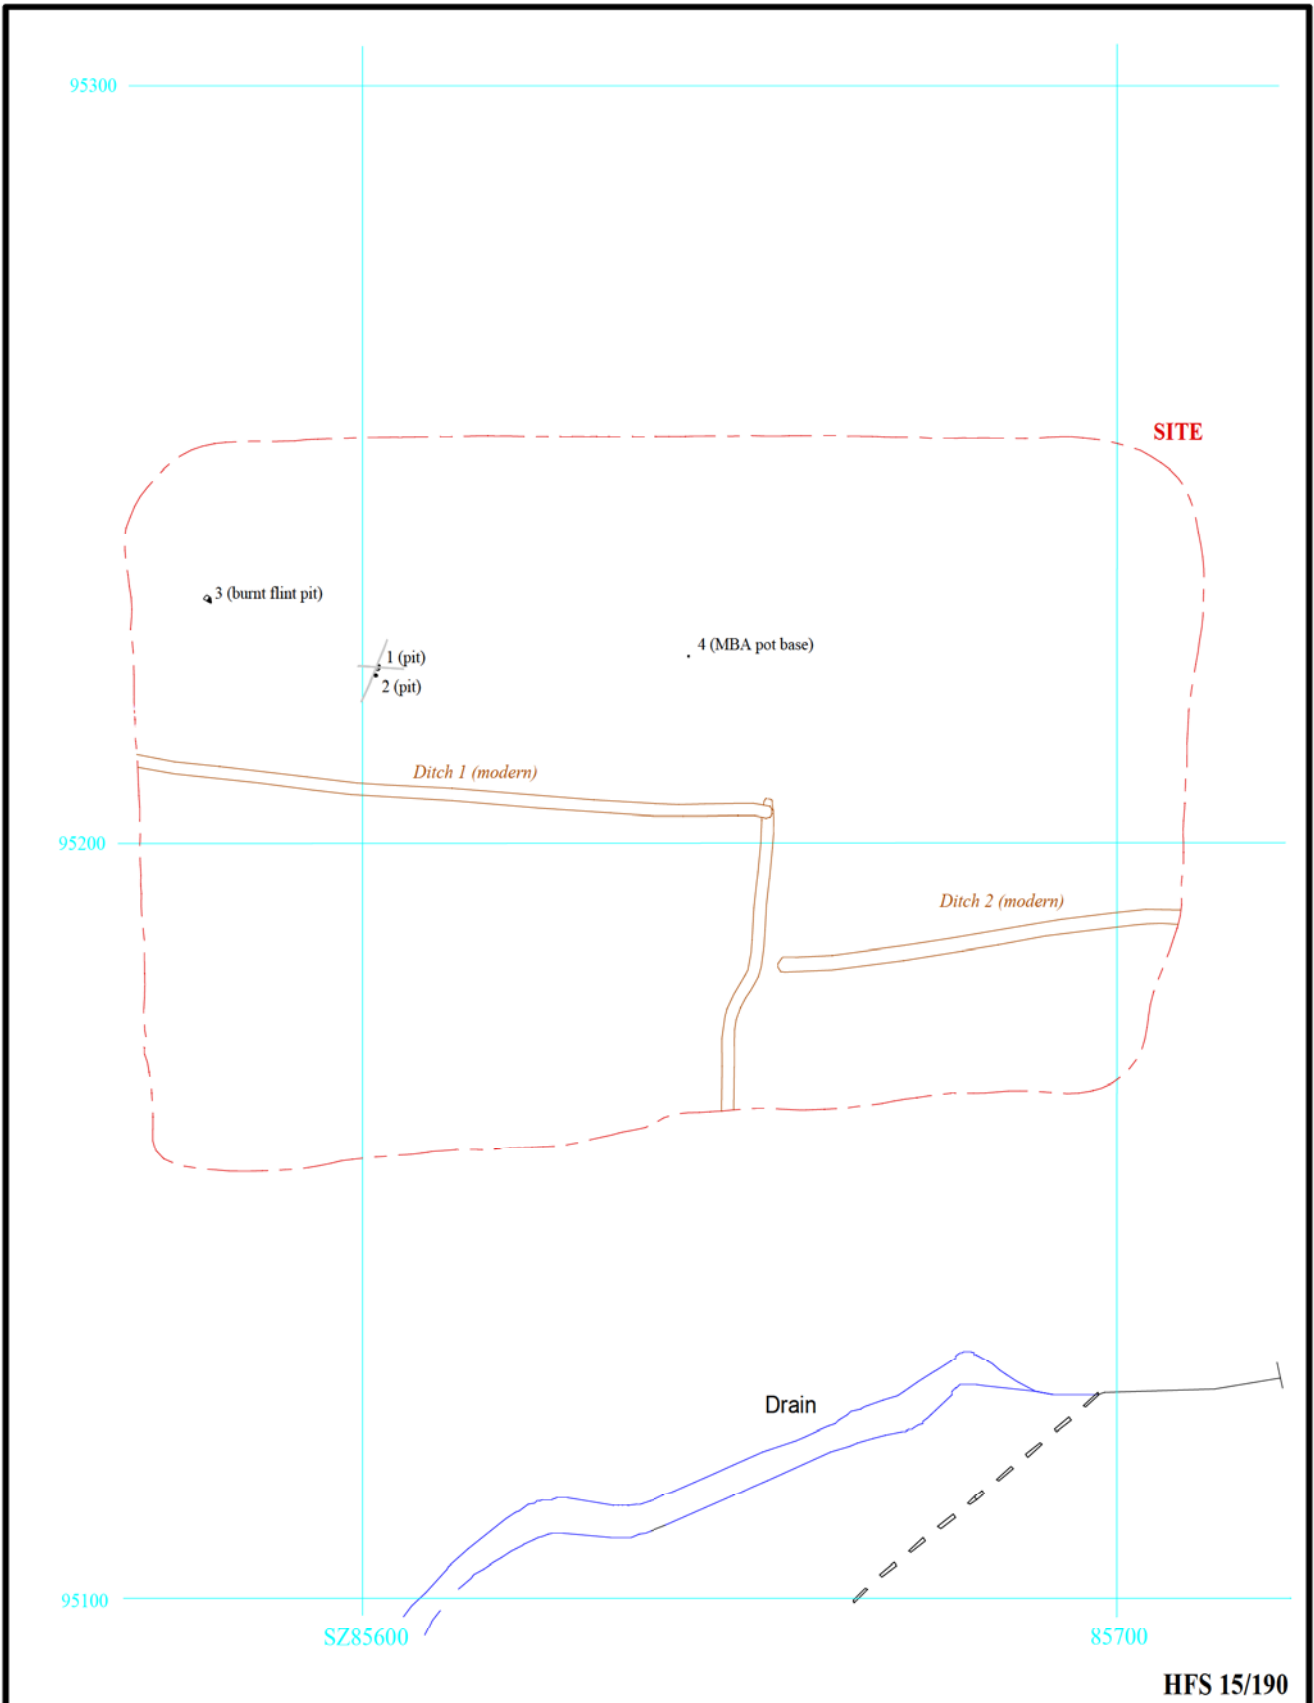 95300
SITE
3 (burnt flint pit)
4 (MBA pot base)
1 (pit)
2 (pit)
Ditch 1 (modern)
95200
Ditch 2 (modern)
Drain
95100
SZ85600
85700
HFS 15/190